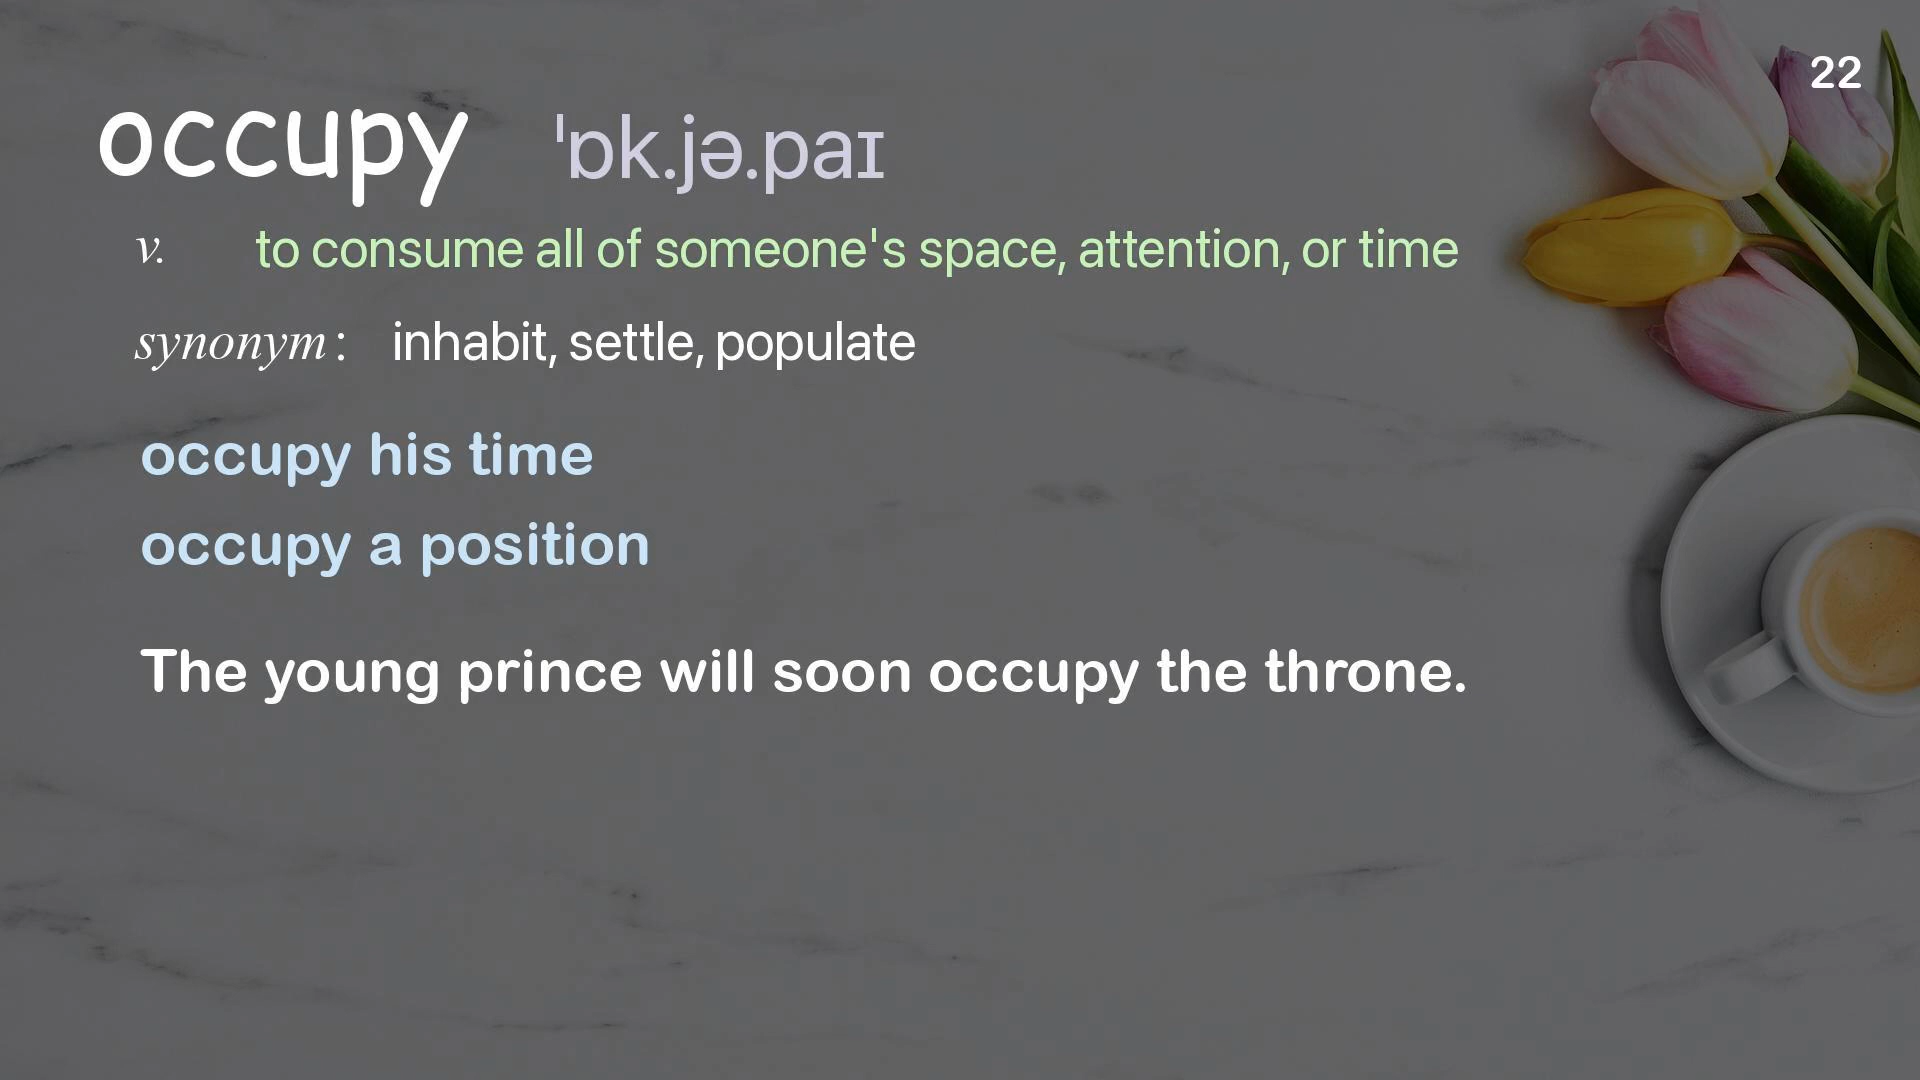 22
occupy ˈɒk.jə.paɪ
v. to consume all of someone's space, attention, or time
synonym : inhabit, settle, populate
occupy his time
occupy a position
The young prince will soon occupy the throne.